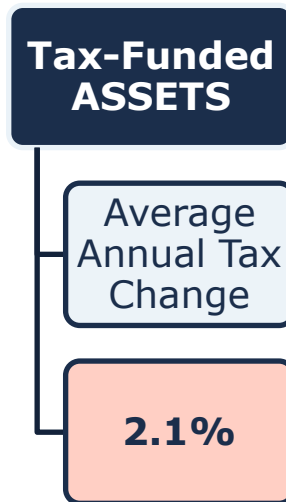 Tax-Funded
ASSETS
Average
Annual Tax
Change
2.1%